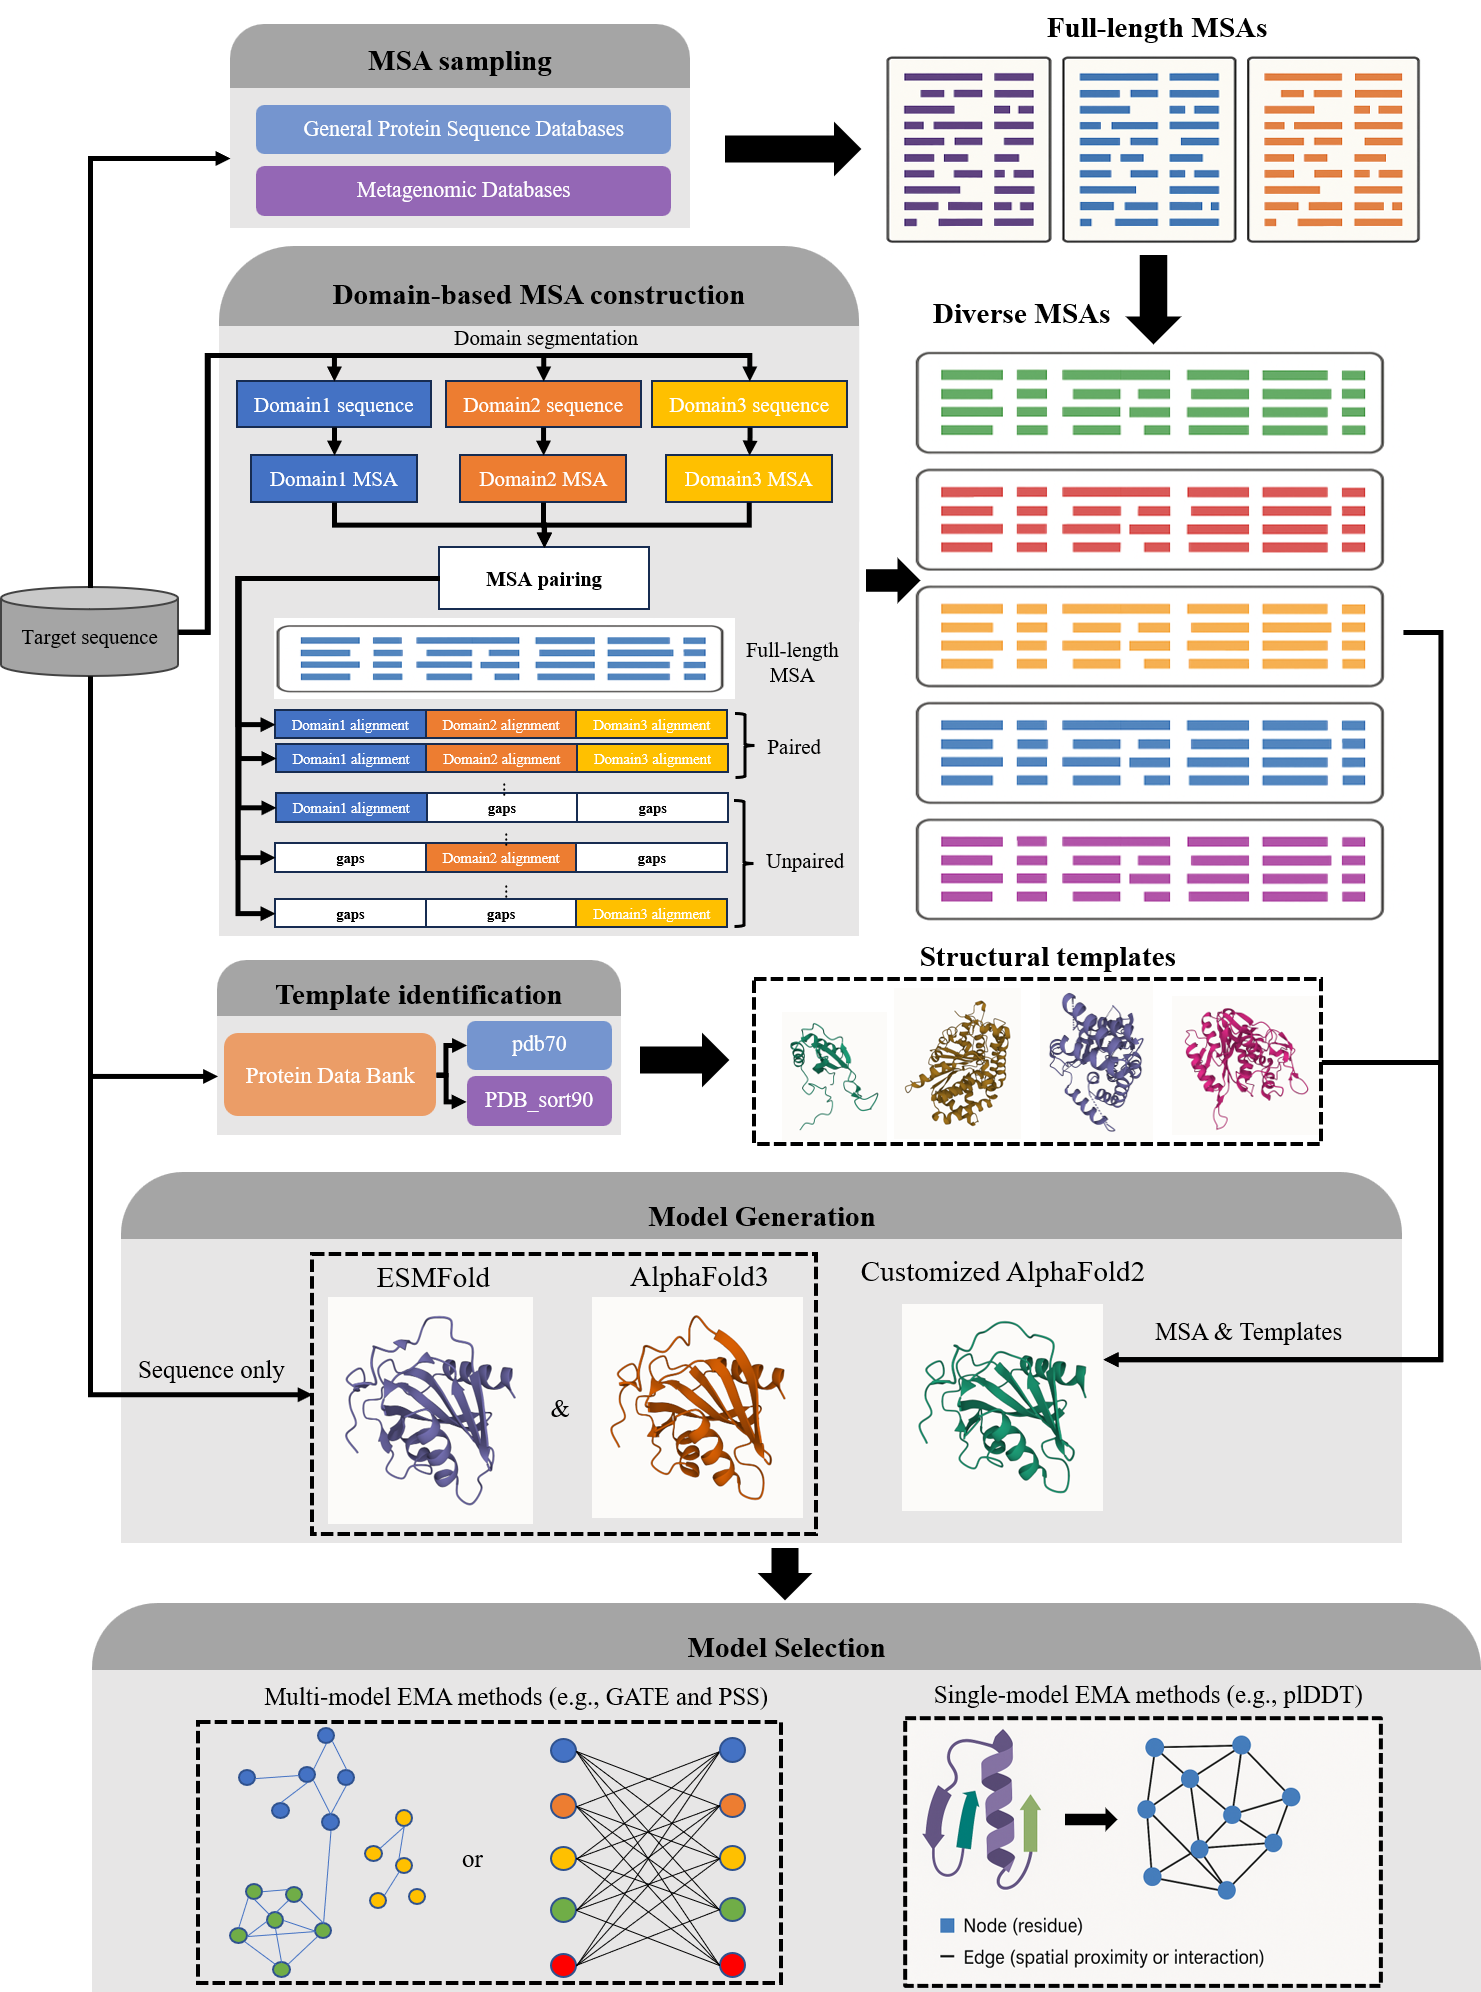 MSA sampling
General Protein Sequence Databases
Metagenomic Databases
Full-length MSAs
Diverse MSAs
Domain-based MSA construction
Domain segmentation
Domain1 sequence
Domain2 sequence
Domain3 sequence
Domain1 MSA
Domain2 MSA
Domain3 MSA
MSA pairing
Target sequence
Full-length
MSA
Domain1 alignment
Domain2 alignment
Domain3 alignment
Domain1 alignment
Domain2 alignment
Domain3 alignment
Paired
Domain1 alignment
gaps
gaps
gaps
Domain2 alignment
gaps
gaps
gaps
Domain3 alignment
Unpaired
Template identification
Protein Data Bank
pdb70
PDB_sort90
Structural templates
Model Generation
ESMFold
AlphaFold3
Customized AlphaFold2
Sequence only
&
MSA & Templates
Model Selection
Multi-model EMA methods (e.g., GATE and PSS)
or
Single-model EMA methods (e.g., plDDT)
Node (residue)
Edge (spatial proximity or interaction)